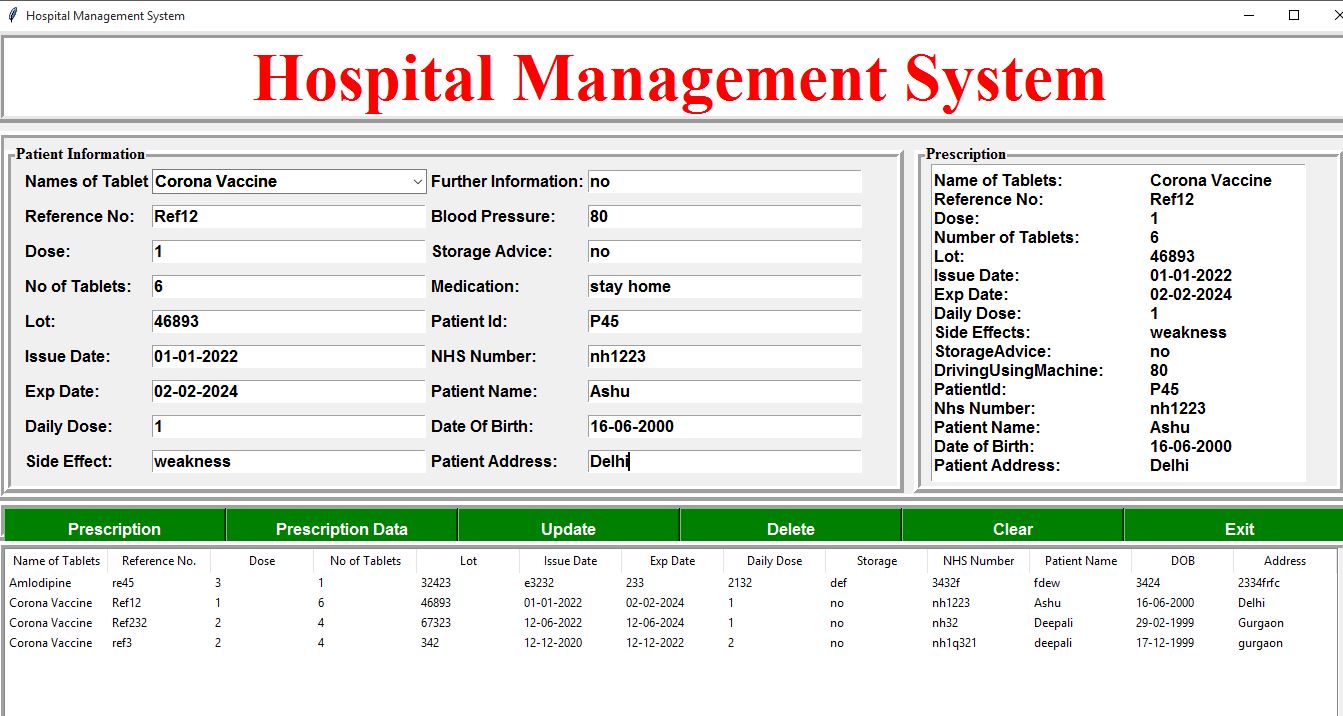 Hospital Management System
Hospital Management System
Patient Information
Names of Tablet Corona Vaccine Further Information: no
Reference No: Ref12 Blood Pressure: 80
Dose: 1 Storage Advice: no
No of Tablets: 6 Medication: stay home
Lot: 46893 Patient Id: P45
Issue Date: 01-01-2022 NHS Number: nh1223
Exp Date: 02-02-2024 Patient Name: Ashu
Daily Dose: 1 Date Of Birth: 16-06-2000
Side Effect: weakness Patient Address: Delhi
Prescription
Name of Tablets: Corona Vaccine
Reference No: Ref12
Dose: 1
Number of Tablets: 6
Lot: 46893
Issue Date: 01-01-2022
Exp Date: 02-02-2024
Daily Dose: 1
Side Effects: weakness
StorageAdvice: no
DrivingUsingMachine: 80
PatientId: P45
Nhs Number: nh1223
Patient Name: Ashu
Date of Birth: 16-06-2000
Patient Address: Delhi
Prescription Prescription Data Update Delete Clear Exit
Name of Tablets Reference No. Dose No of Tablets Lot Issue Date Exp Date Daily Dose Storage NHS Number Patient Name DOB Address
Amlodipine re45 3 1 32423 e3232 233 2132 def 3432f fdew 3424 2334frfc
Corona Vaccine Ref12 1 6 46893 01-01-2022 02-02-2024 1 no nh1223 Ashu 16-06-2000 Delhi
Corona Vaccine Ref232 2 4 67323 12-06-2022 12-06-2024 1 no nh32 Deepali 29-02-1999 Gurgaon
Corona Vaccine ref3 2 4 342 12-12-2020 12-12-2022 2 no nh1q321 deepali 17-12-1999 gurgaon